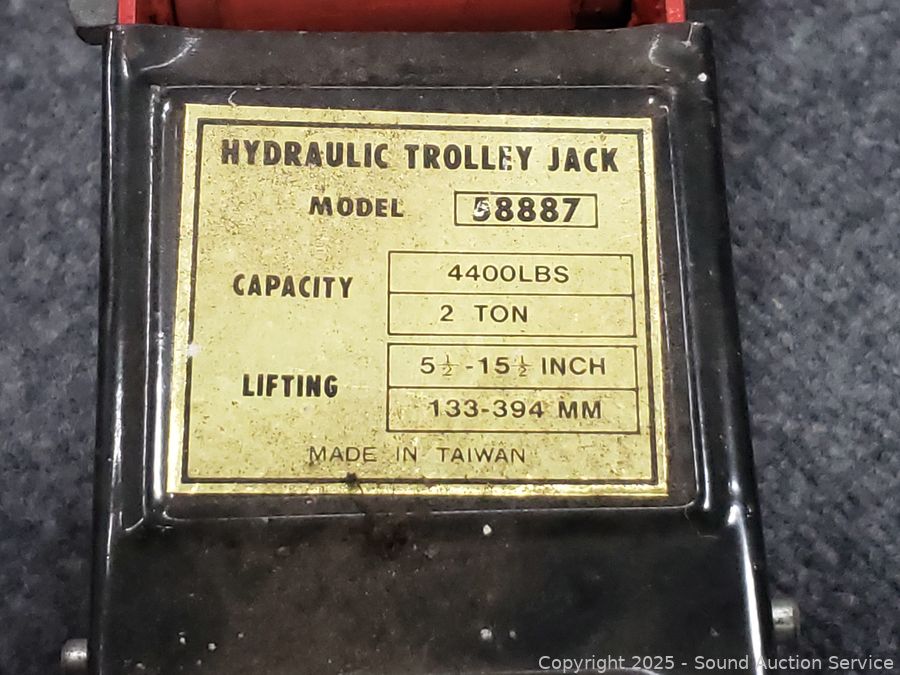 HYDRAULIC TROLLEY JACK
MODEL 58887
CAPACITY 4400LBS
2 TON
LIFTING 5½-15½ INCH
133-394 MM
MADE IN TAIWAN
Copyright 2025 - Sound Auction Service